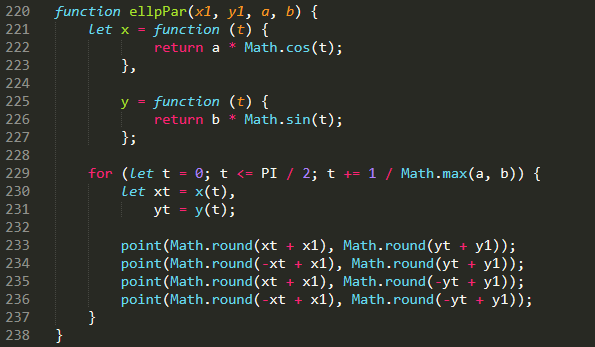 220 function ellpPar(x1, y1, a, b) {
221     let x = function (t) {
222             return a * Math.cos(t);
223         },
224
225         y = function (t) {
226             return b * Math.sin(t);
227         };
228
229     for (let t = 0; t <= PI / 2; t += 1 / Math.max(a, b)) {
230         let xt = x(t),
231             yt = y(t);
232
233         point(Math.round(xt + x1), Math.round(yt + y1));
234         point(Math.round(-xt + x1), Math.round(yt + y1));
235         point(Math.round(xt + x1), Math.round(-yt + y1));
236         point(Math.round(-xt + x1), Math.round(-yt + y1));
237     }
238 }